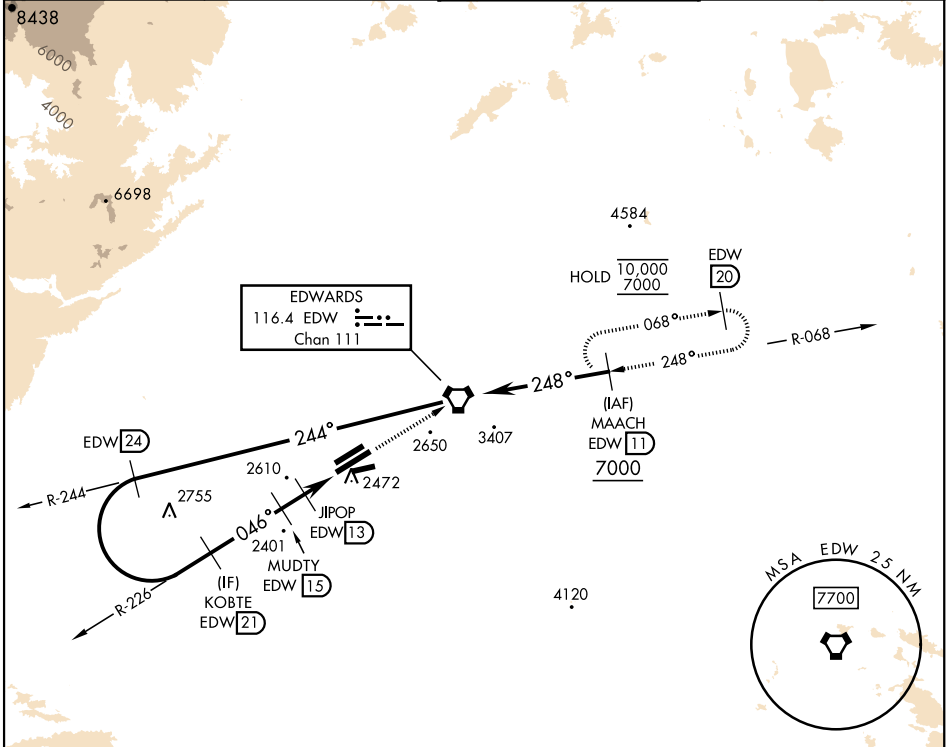 8438
6000
4000
6698
4584
HOLD 10,000
7000
EDW
20
EDWARDS
116.4 EDW
Chan 111
068°
R-068
248°
248°
(IAF)
MAACH
EDW 11
7000
EDW 24
244°
2650
3407
R-244
2755
2610
2472
046°
JIPOP
EDW 13
2401
MUDTY
EDW 15
R-226
(IF)
KOBTE
EDW 21
4120
MSA EDW 25 NM
7700